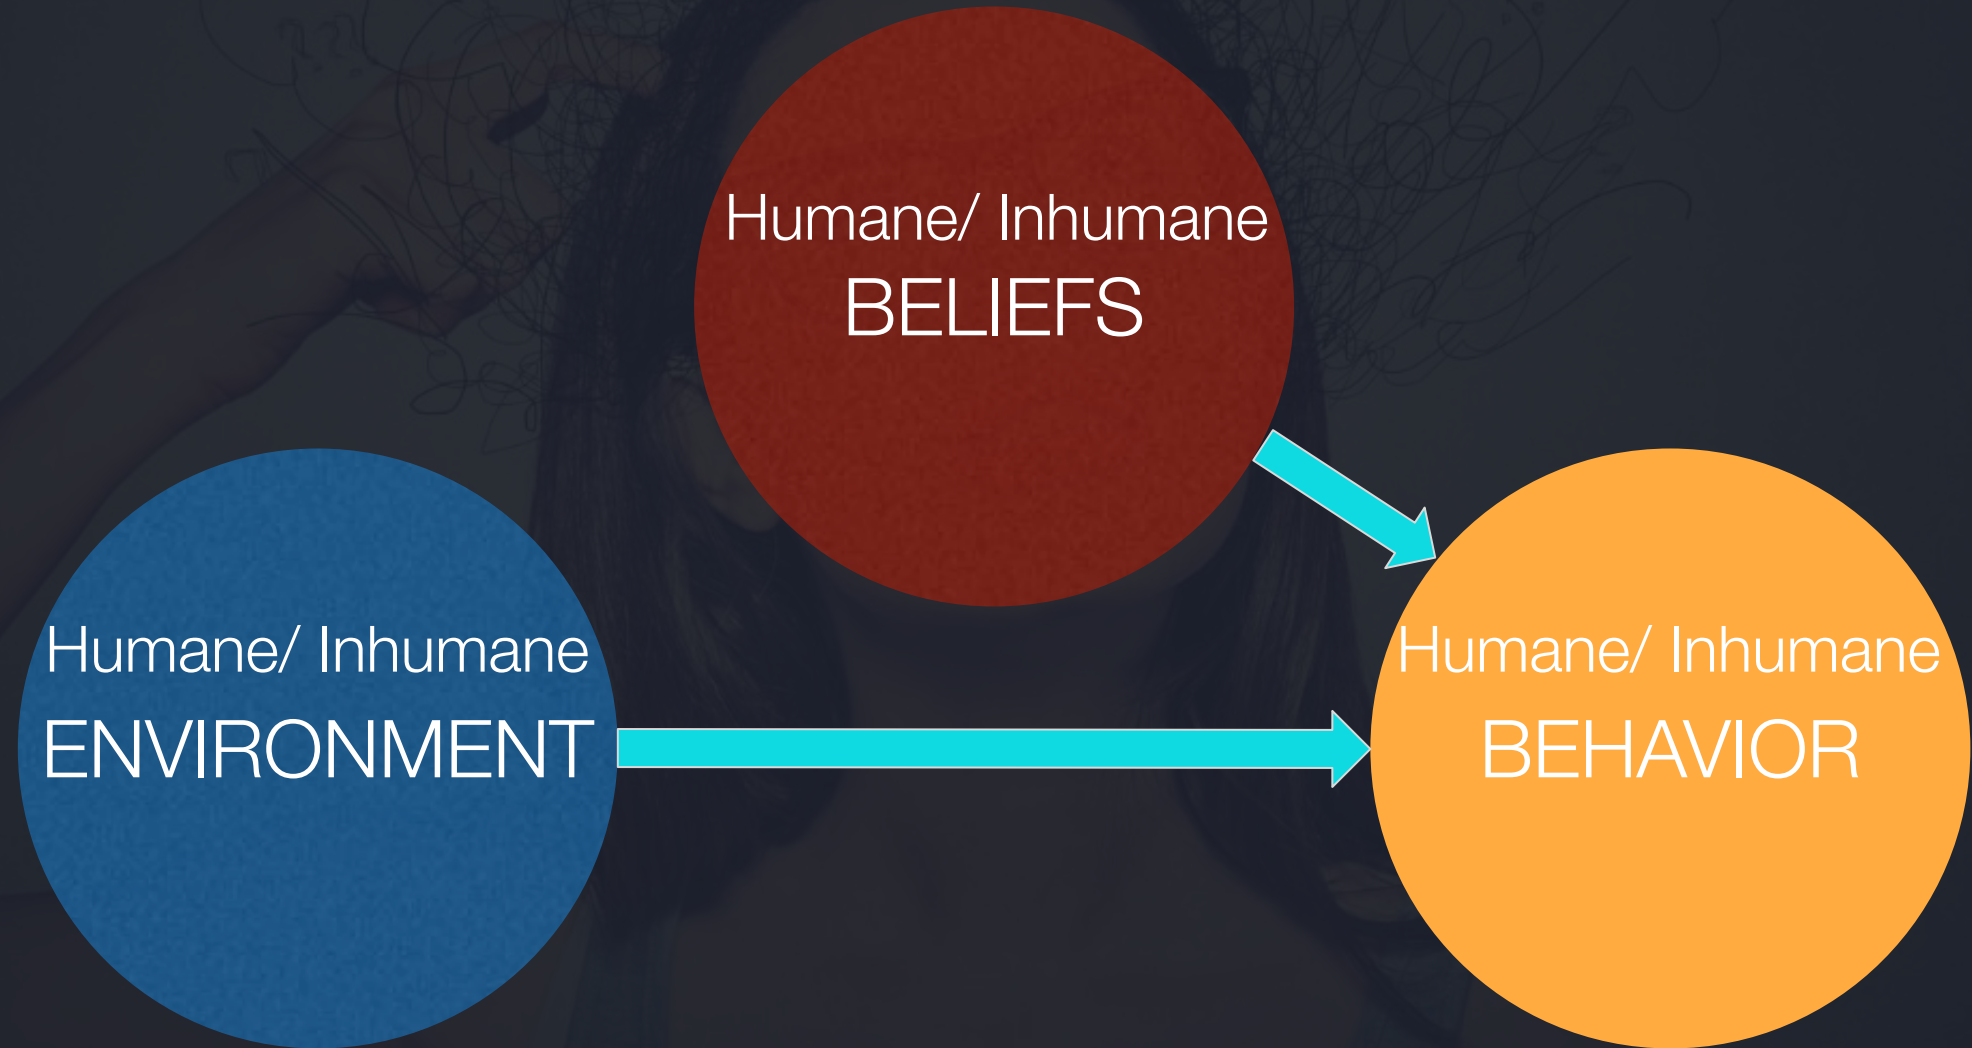 Humane/ Inhumane
BELIEFS
Humane/ Inhumane
ENVIRONMENT
Humane/ Inhumane
BEHAVIOR